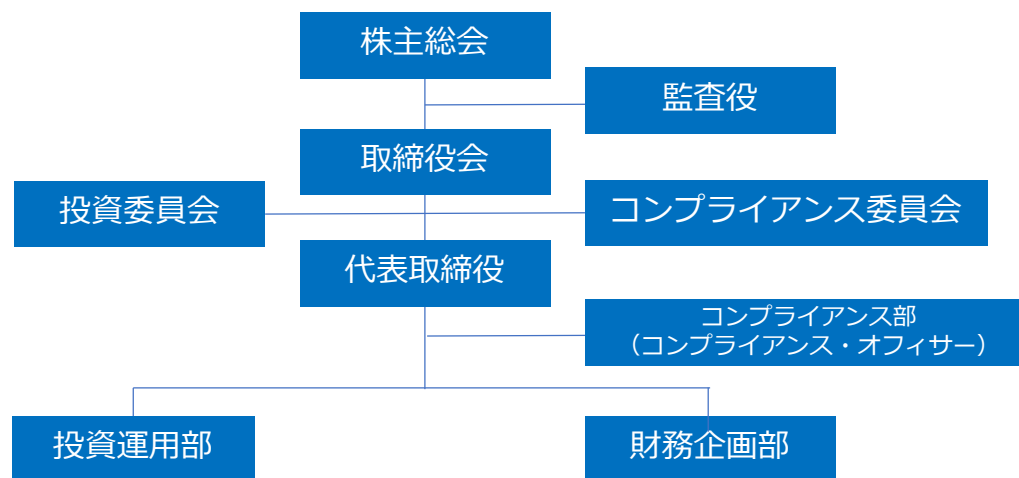 株主総会
監査役
取締役会
投資委員会
コンプライアンス委員会
代表取締役
コンプライアンス部
（コンプライアンス・オフィサー）
投資運用部
財務企画部